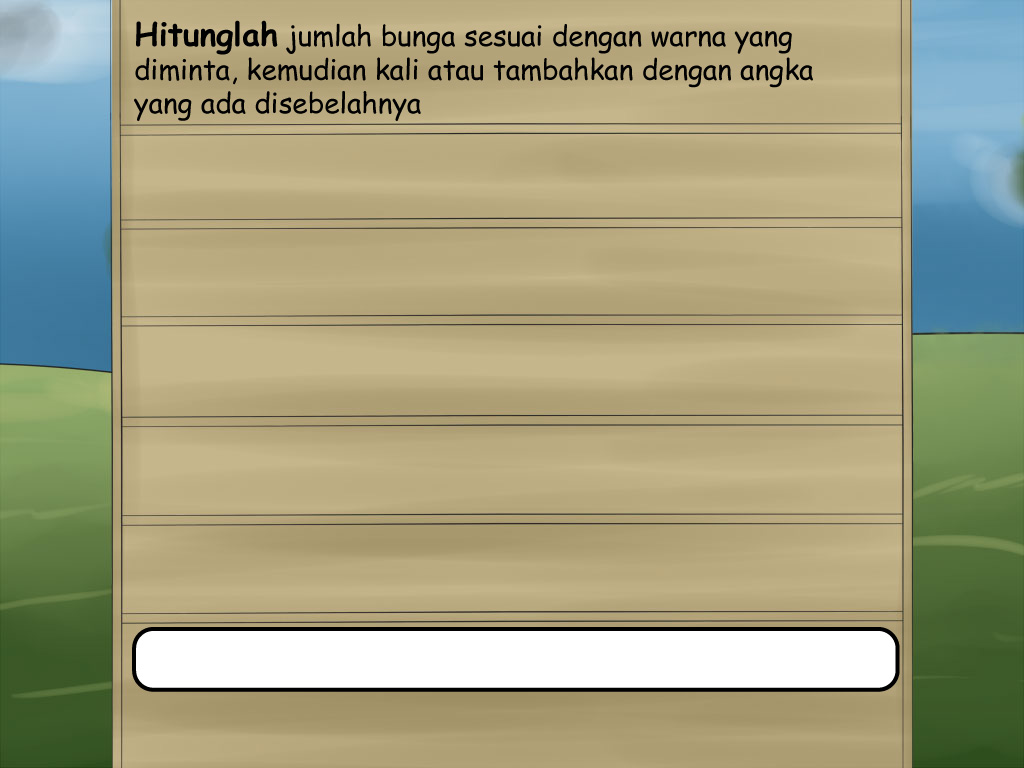 Hitunglah jumlah bunga sesuai dengan warna yang
diminta, kemudian kali atau tambahkan dengan angka
yang ada disebelahnya